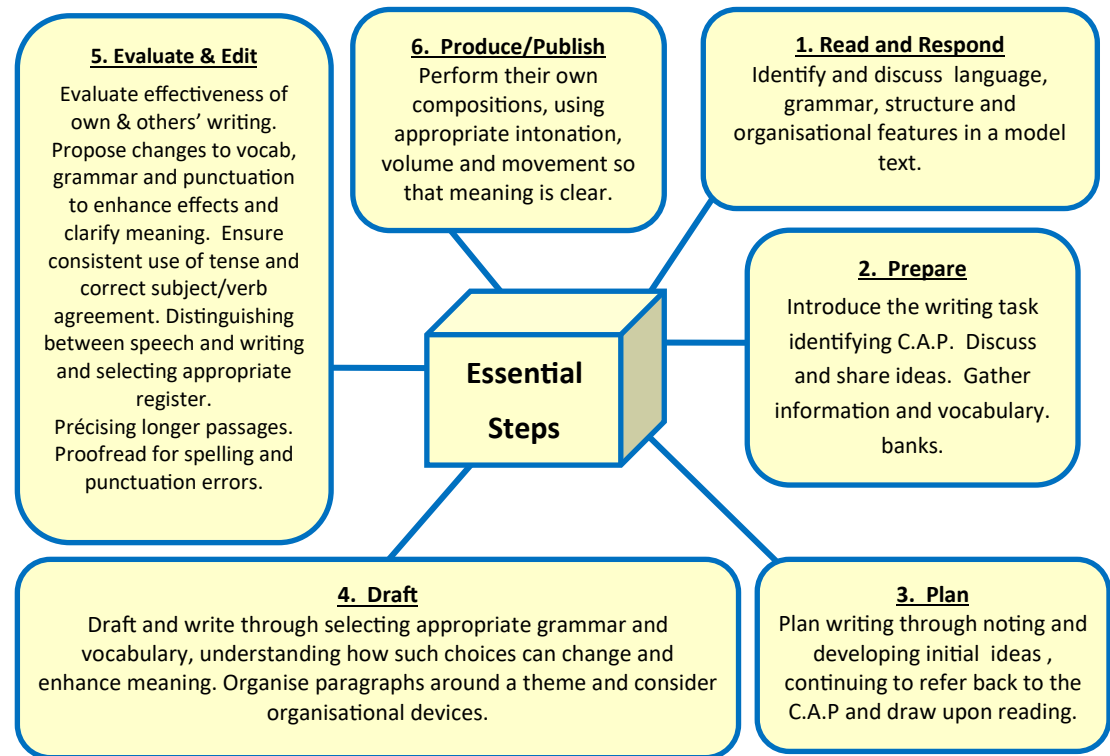 5. Evaluate & Edit
Evaluate effectiveness of
own & others’ writing.
Propose changes to vocab,
grammar and punctuation
to enhance effects and
clarify meaning.  Ensure
consistent use of tense and
correct subject/verb
agreement. Distinguishing
between speech and writing
and selecting appropriate
register.
Précising longer passages.
Proofread for spelling and
punctuation errors.
6.  Produce/Publish
Perform their own
compositions, using
appropriate intonation,
volume and movement so
that meaning is clear.
1. Read and Respond
Identify and discuss  language,
grammar, structure and
organisational features in a model
text.
2.  Prepare
Introduce the writing task
identifying C.A.P.  Discuss
and share ideas.  Gather
information and vocabulary.
banks.
Essential
Steps
4.  Draft
Draft and write through selecting appropriate grammar and
vocabulary, understanding how such choices can change and
enhance meaning. Organise paragraphs around a theme and consider
organisational devices.
3.  Plan
Plan writing through noting and
developing initial  ideas ,
continuing to refer back to the
C.A.P and draw upon reading.